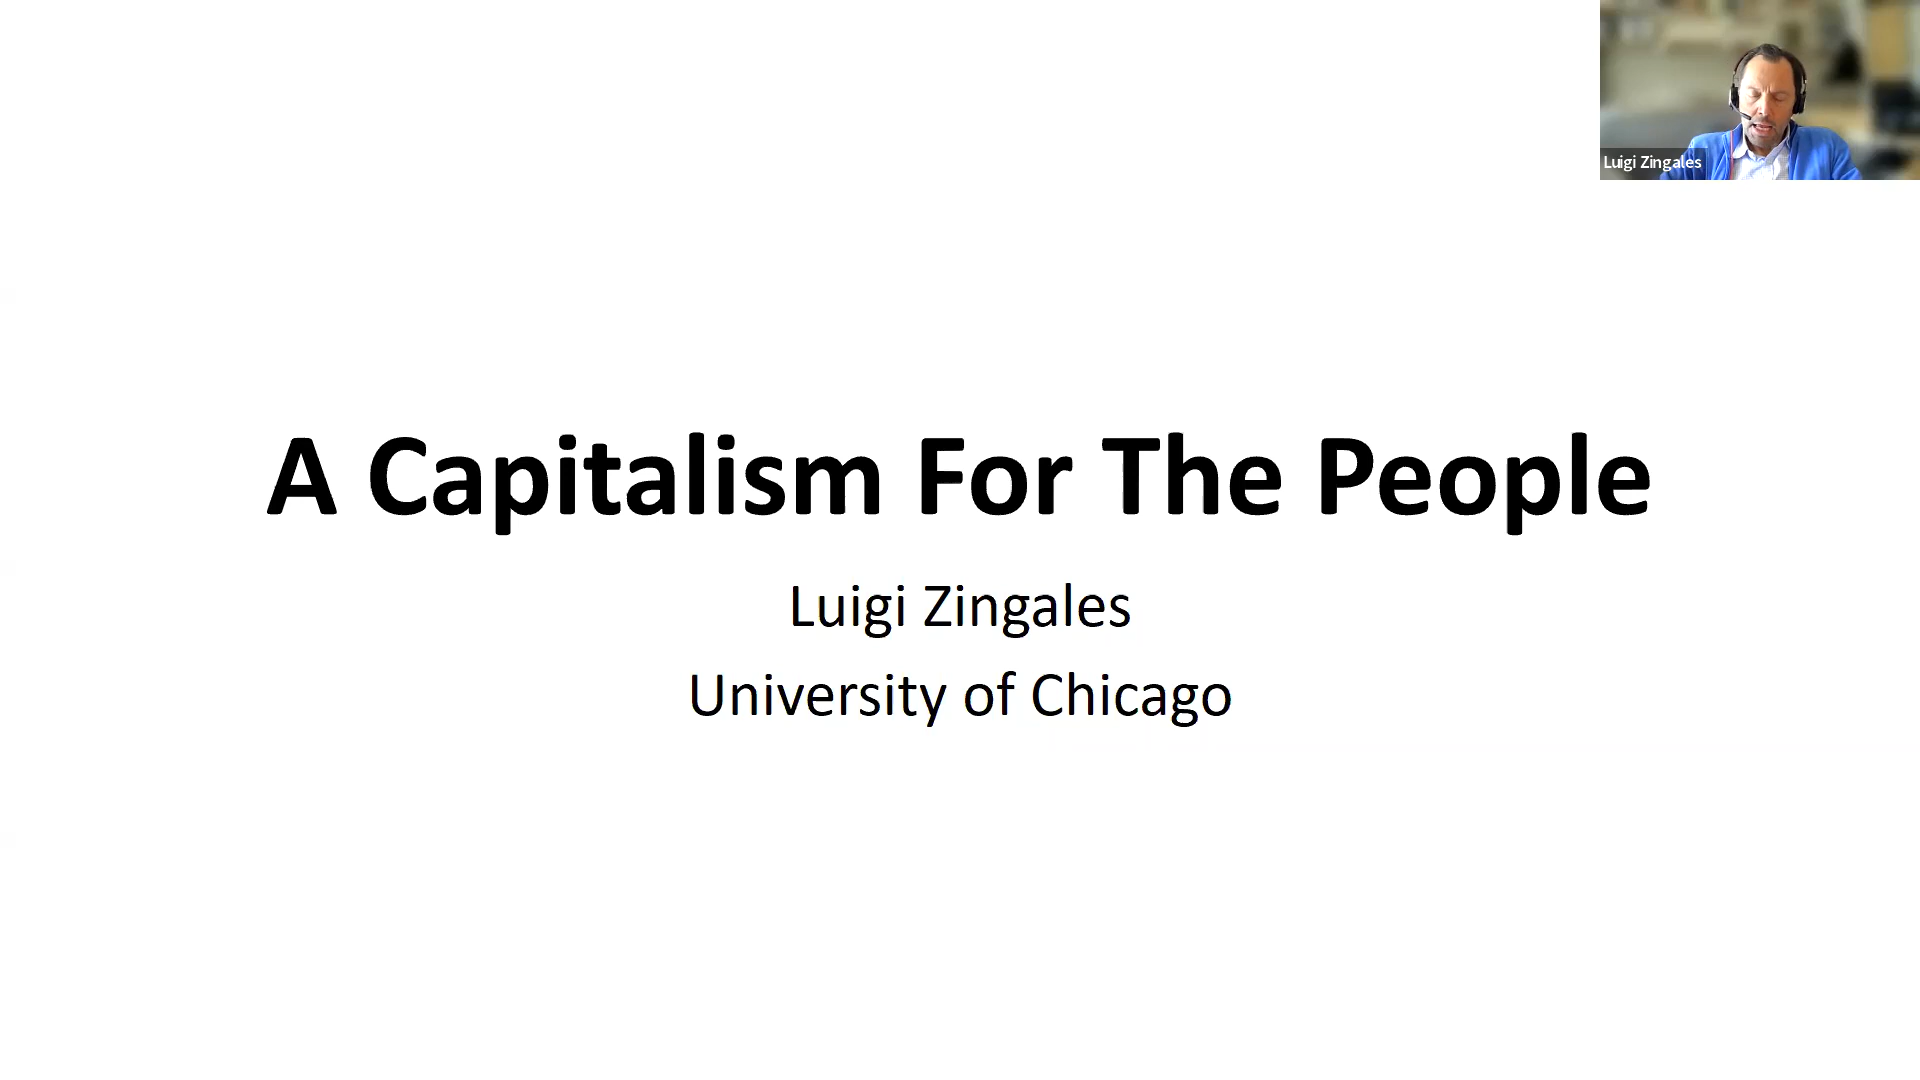 Luigi Zingales
A Capitalism For The People
Luigi Zingales
University of Chicago